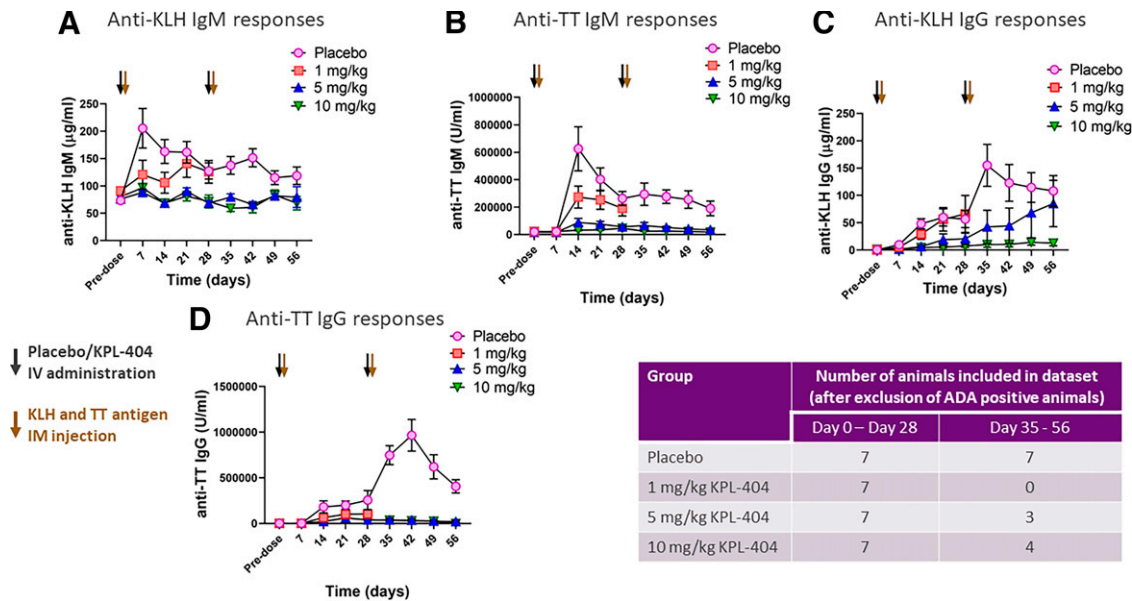 A Anti-KLH IgM responses
Placebo
1 mg/kg
5 mg/kg
10 mg/kg
250
200
150
100
50
0
anti-KLH IgM (µg/ml)
Pre-dose 7 14 21 28 35 42 49 56
Time (days)
B Anti-TT IgM responses
Placebo
1 mg/kg
5 mg/kg
10 mg/kg
1000000
800000
600000
400000
200000
0
anti-TT IgM (U/ml)
Pre-dose 7 14 21 28 35 42 49 56
Time (days)
C Anti-KLH IgG responses
Placebo
1 mg/kg
5 mg/kg
10 mg/kg
250
200
150
100
50
0
anti-KLH IgG (µg/ml)
Pre-dose 7 14 21 28 35 42 49 56
Time (days)
D Anti-TT IgG responses
Placebo
1 mg/kg
5 mg/kg
10 mg/kg
1500000
1000000
500000
0
anti-TT IgG (U/ml)
Pre-dose 7 14 21 28 35 42 49 56
Time (days)
Placebo/KPL-404
IV administration
KLH and TT antigen
IM injection
Group
Number of animals included in dataset
(after exclusion of ADA positive animals)
Day 0 – Day 28 Day 35 - 56
Placebo 7 7
1 mg/kg KPL-404 7 0
5 mg/kg KPL-404 7 3
10 mg/kg KPL-404 7 4